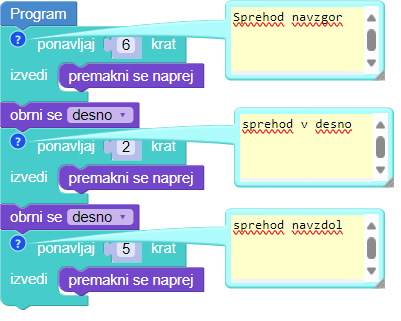 Program
Sprehod navzgor
? ponavljaj 6 krat
izvedi premakni se naprej
obrni se desno
sprehod v desno
? ponavljaj 2 krat
izvedi premakni se naprej
obrni se desno
sprehod navzdol
? ponavljaj 5 krat
izvedi premakni se naprej